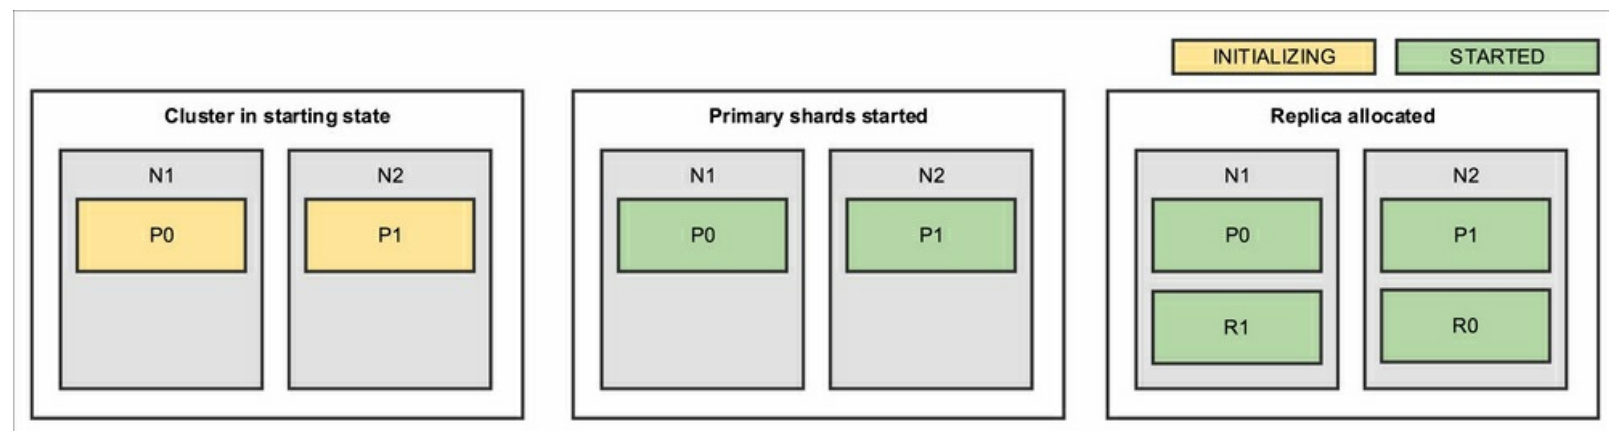 INITIALIZING STARTED
Cluster in starting state
N1 N2
P0 P1
Primary shards started
N1 N2
P0 P1
Replica allocated
N1 N2
P0 P1
R1 R0